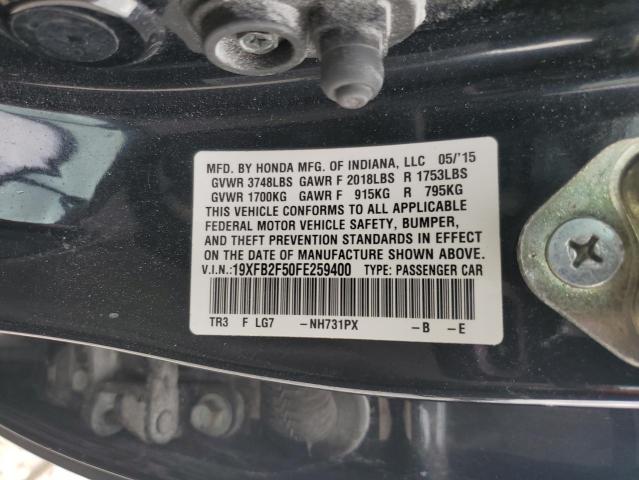 MFD. BY HONDA MFG. OF INDIANA, LLC 05/'15
GVWR 3748LBS GAWR F 2018LBS R 1753LBS
GVWR 1700KG GAWR F 915KG R 795KG
THIS VEHICLE CONFORMS TO ALL APPLICABLE
FEDERAL MOTOR VEHICLE SAFETY, BUMPER,
AND THEFT PREVENTION STANDARDS IN EFFECT
ON THE DATE OF MANUFACTURE SHOWN ABOVE.
V.I.N.:19XFB2F50FE259400 TYPE: PASSENGER CAR
TR3 F LG7 -NH731PX -B -E